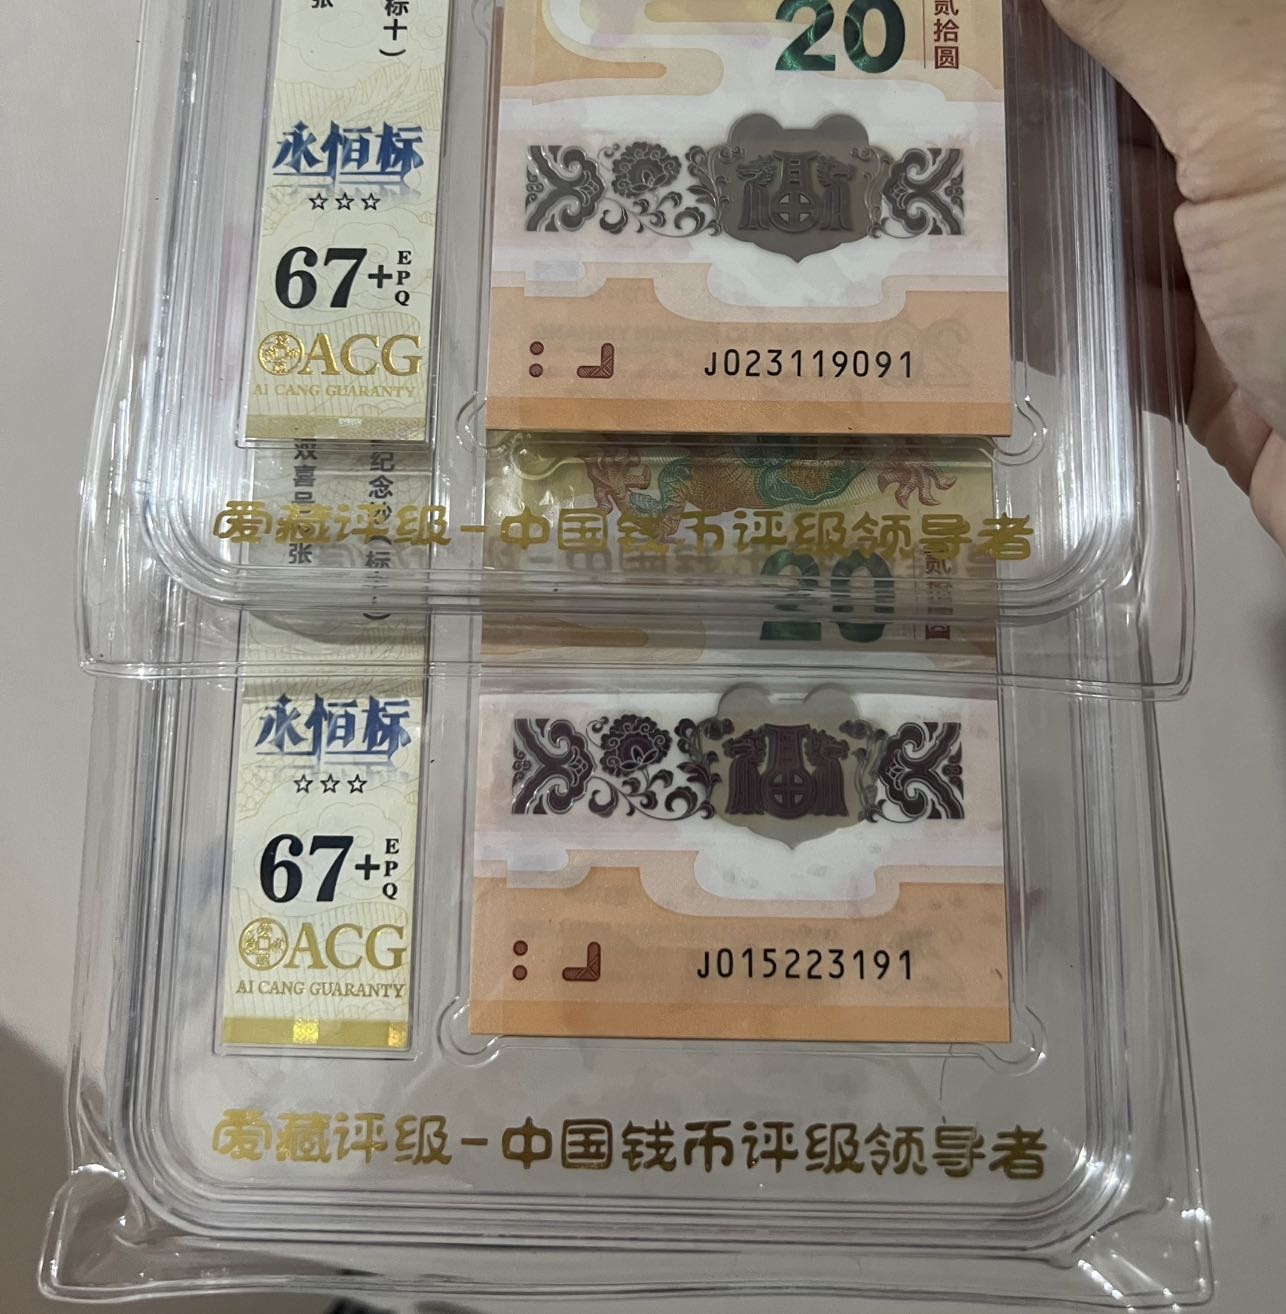 张
标十）
永恒标
☆☆☆
67+EPQ
ACG
AI CANG GUARANTY
20
贰拾圆
J023119091
爱藏评级－中国钱币评级领导者
欢喜号
张
纪念钞
20
永恒标
☆☆☆
67+EPQ
ACG
AI CANG GUARANTY
J015223191
爱藏评级－中国钱币评级领导者